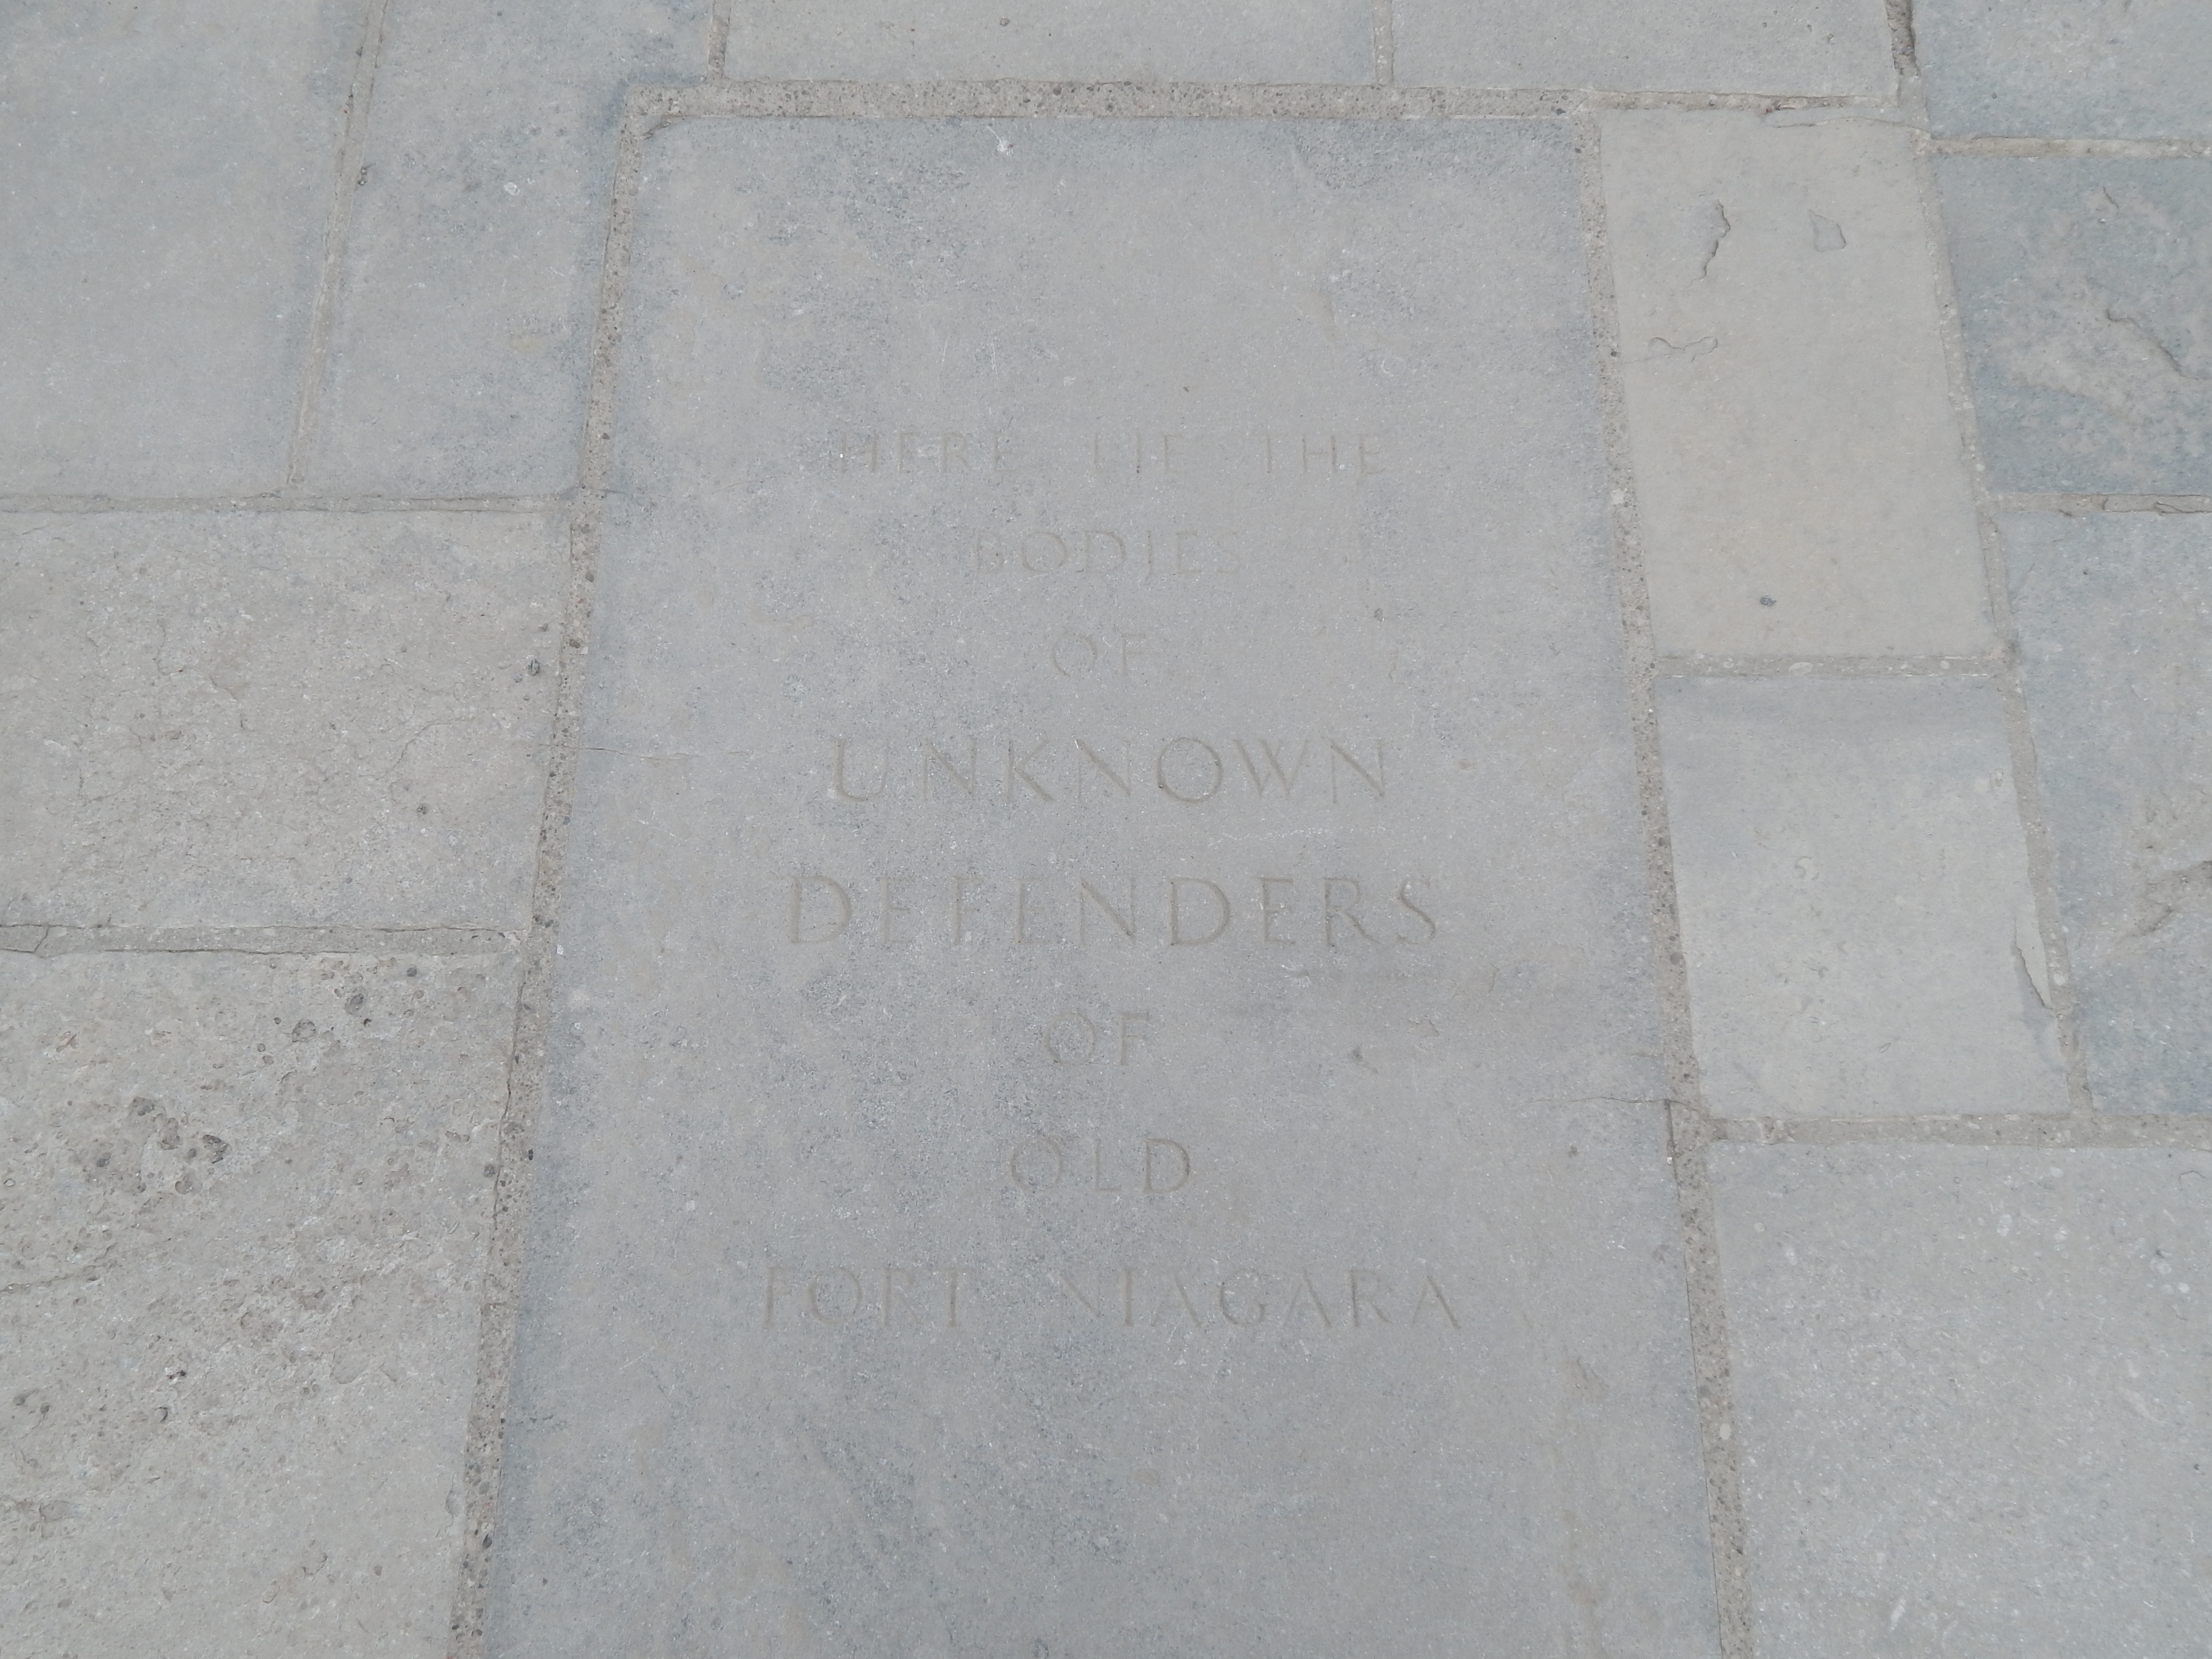 HERE LIE THE
BODIES
OF
UNKNOWN
DEFENDERS
OF
OLD
FORT NIAGARA